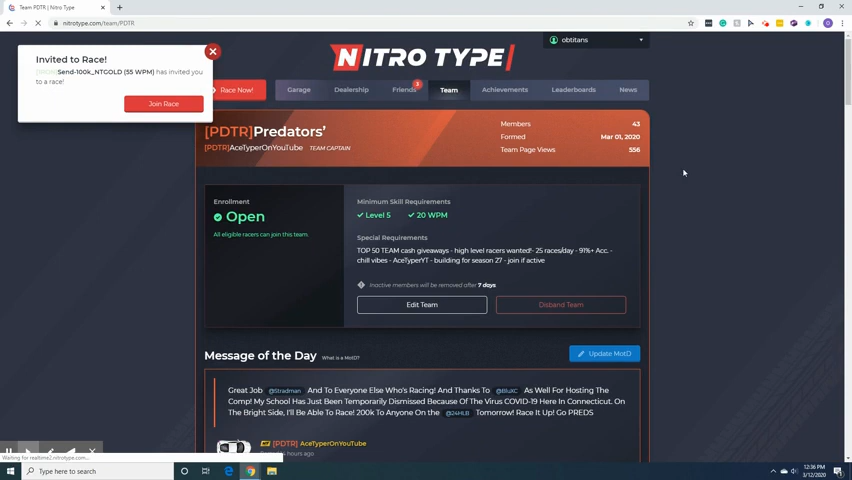 Team PDTR | Nitro Type
nitrotype.com/team/PDTR
Invited to Race!
Send-100k_NTGOLD (55 WPM) has invited you
to a race!
Join Race
NITRO TYPE
obtitans
Race Now!
Garage
Dealership
Friends
3
Team
Achievements
Leaderboards
News
[PDTR]Predators'
[PDTR]AceTyperOnYouTube TEAM CAPTAIN
Members 43
Formed Mar 01, 2020
Team Page Views 556
Enrollment
Open
All eligible racers can join this team.
Minimum Skill Requirements
Level 5
20 WPM
Special Requirements
TOP 50 TEAM cash giveaways - high level racers wanted!- 25 races/day - 91%+ Acc. -
chill vibes - AceTyperYT - building for season 27 - join if active
Inactive members will be removed after 7 days
Edit Team
Disband Team
Message of the Day What is a MotD?
Update MotD
Great Job @Stradman And To Everyone Else Who's Racing! And Thanks To @BluXC As Well For Hosting The
Comp! My School Has Just Been Temporarily Dismissed Because Of The Virus COVID-19 Here In Connecticut. On
The Bright Side, I'll Be Able To Race! 200k To Anyone On the @24HLB Tomorrow! Race It Up! Go PREDS
[PDTR] AceTyperOnYouTube
hours ago
Waiting for realtime2.nitrotype.com...
Type here to search
12:36 PM
3/12/2020